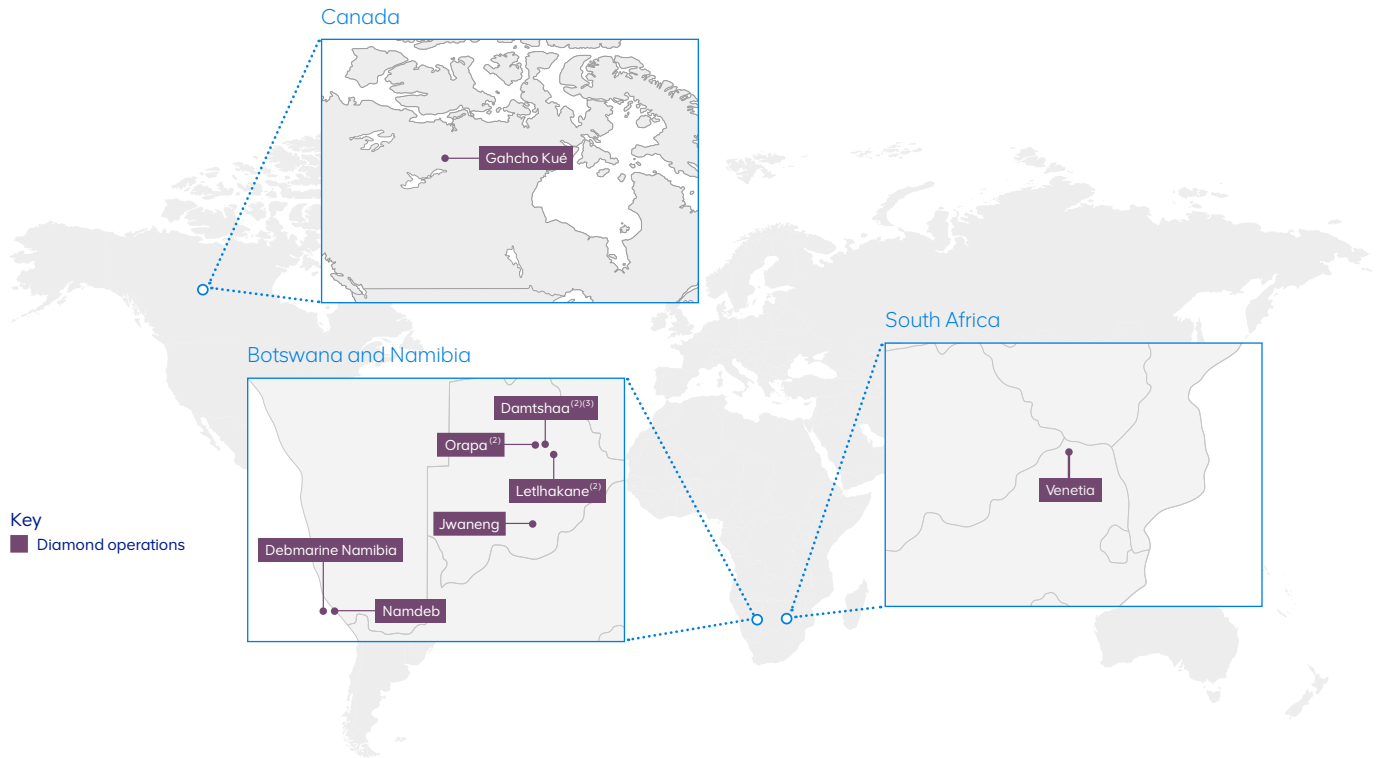 Canada
Gahcho Kué
South Africa
Venetia
Botswana and Namibia
Damtshaa(2)(3)
Orapa(2)
Letlhakane(2)
Jwaneng
Debmarine Namibia
Namdeb
Key
Diamond operations